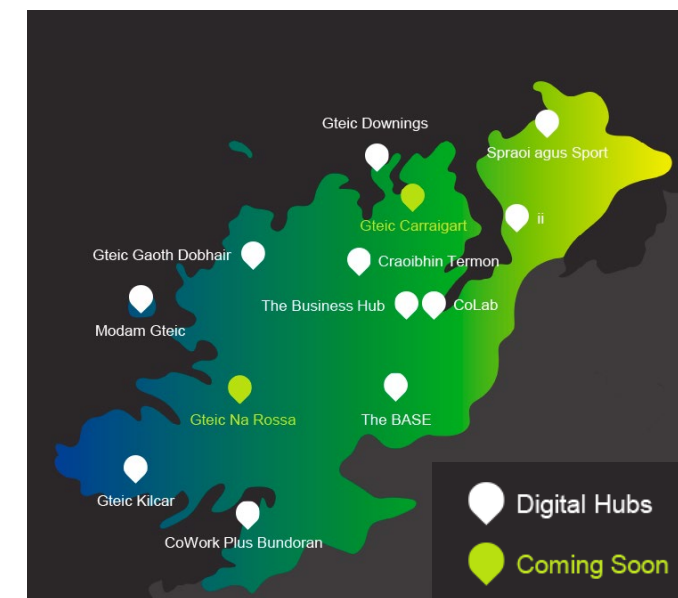 Gteic Downings
Spraoi agus Sport
Gteic Carraigart
ii
Gteic Gaoth Dobhair
Craoibhin Termon
The Business Hub
CoLab
Modam Gteic
Gteic Na Rossa
The BASE
Gteic Kilcar
CoWork Plus Bundoran
Digital Hubs
Coming Soon